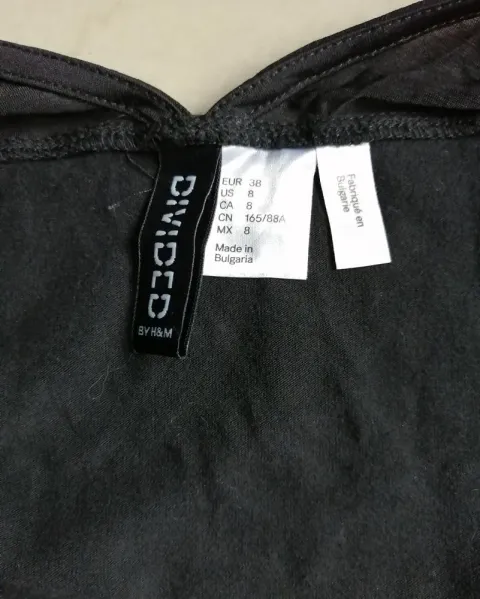 DIVIDED
BY H&M
EUR 38
US 8
CA 8
CN 165/88A
MX 8
Made in
Bulgaria
Fabriqué en
Bulgarie